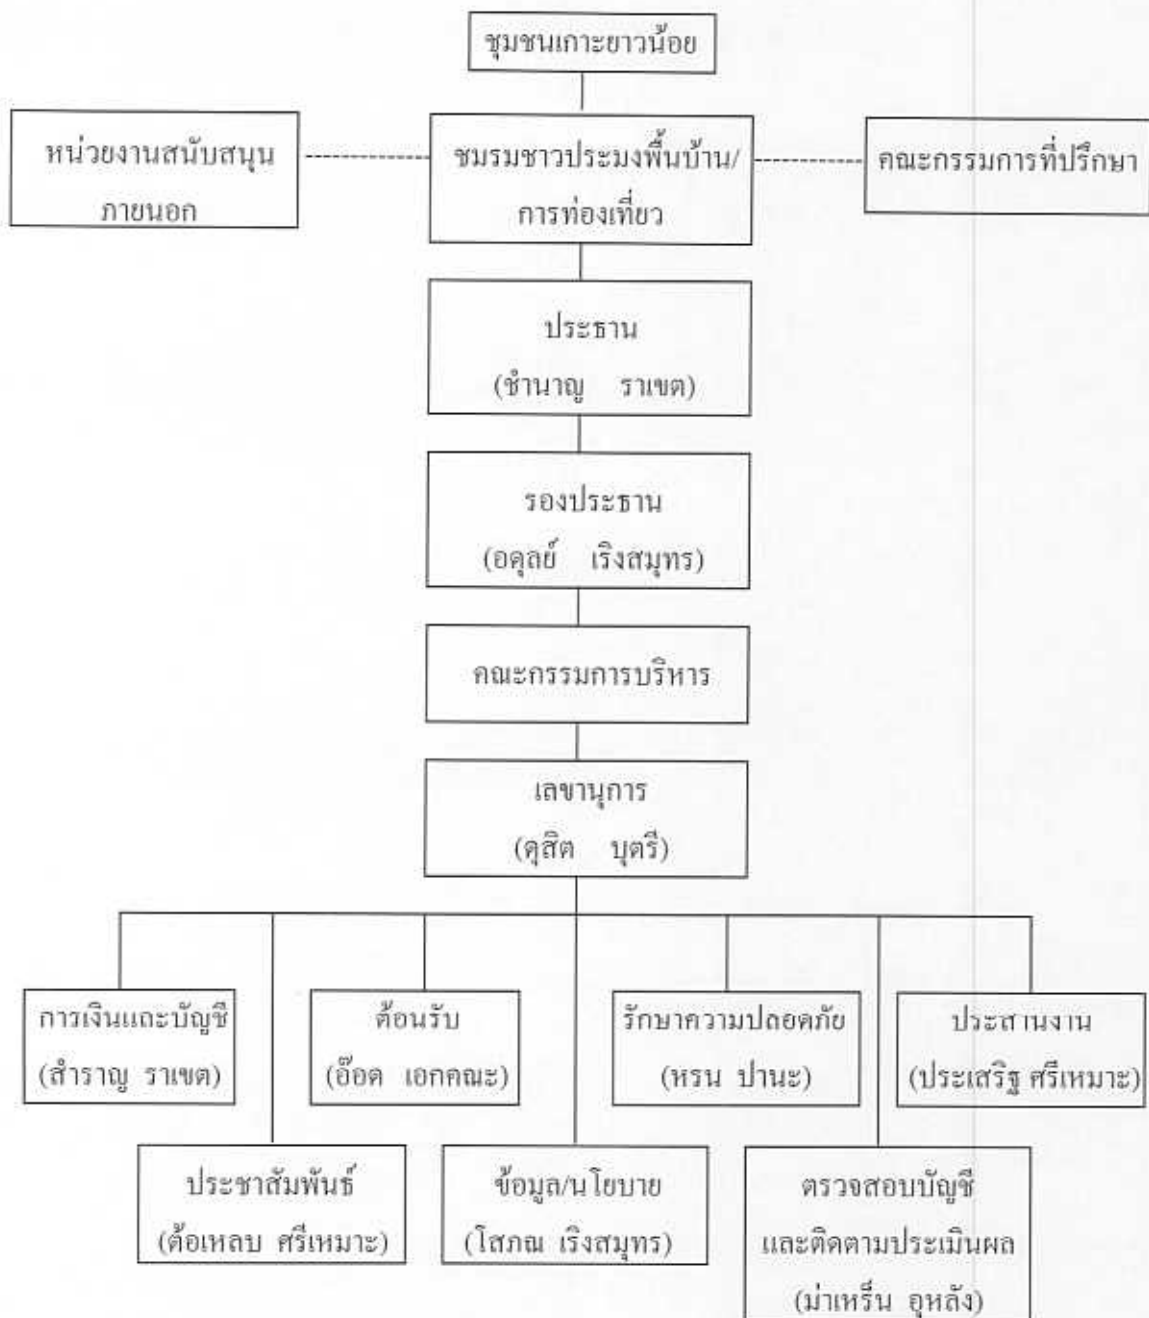 ชุมชนเกาะยาวน้อย
หน่วยงานสนับสนุน
ภายนอก
ชมรมชาวประมงพื้นบ้าน/
การท่องเที่ยว
คณะกรรมการที่ปรึกษา
ประธาน
(ชำนาญ ราเขต)
รองประธาน
(อดุลย์ เริงสมุทร)
คณะกรรมการบริหาร
เลขานุการ
(ดุสิต บุตรี)
การเงินและบัญชี
(สำราญ ราเขต)
ต้อนรับ
(อ๊อด เอกคณะ)
รักษาความปลอดภัย
(หรน ปานะ)
ประสานงาน
(ประเสริฐ ศรีเหมาะ)
ประชาสัมพันธ์
(ต้อเหลบ ศรีเหมาะ)
ข้อมูล/นโยบาย
(โสภณ เริงสมุทร)
ตรวจสอบบัญชี
และติดตามประเมินผล
(ม่าเหร็น อุหลัง)